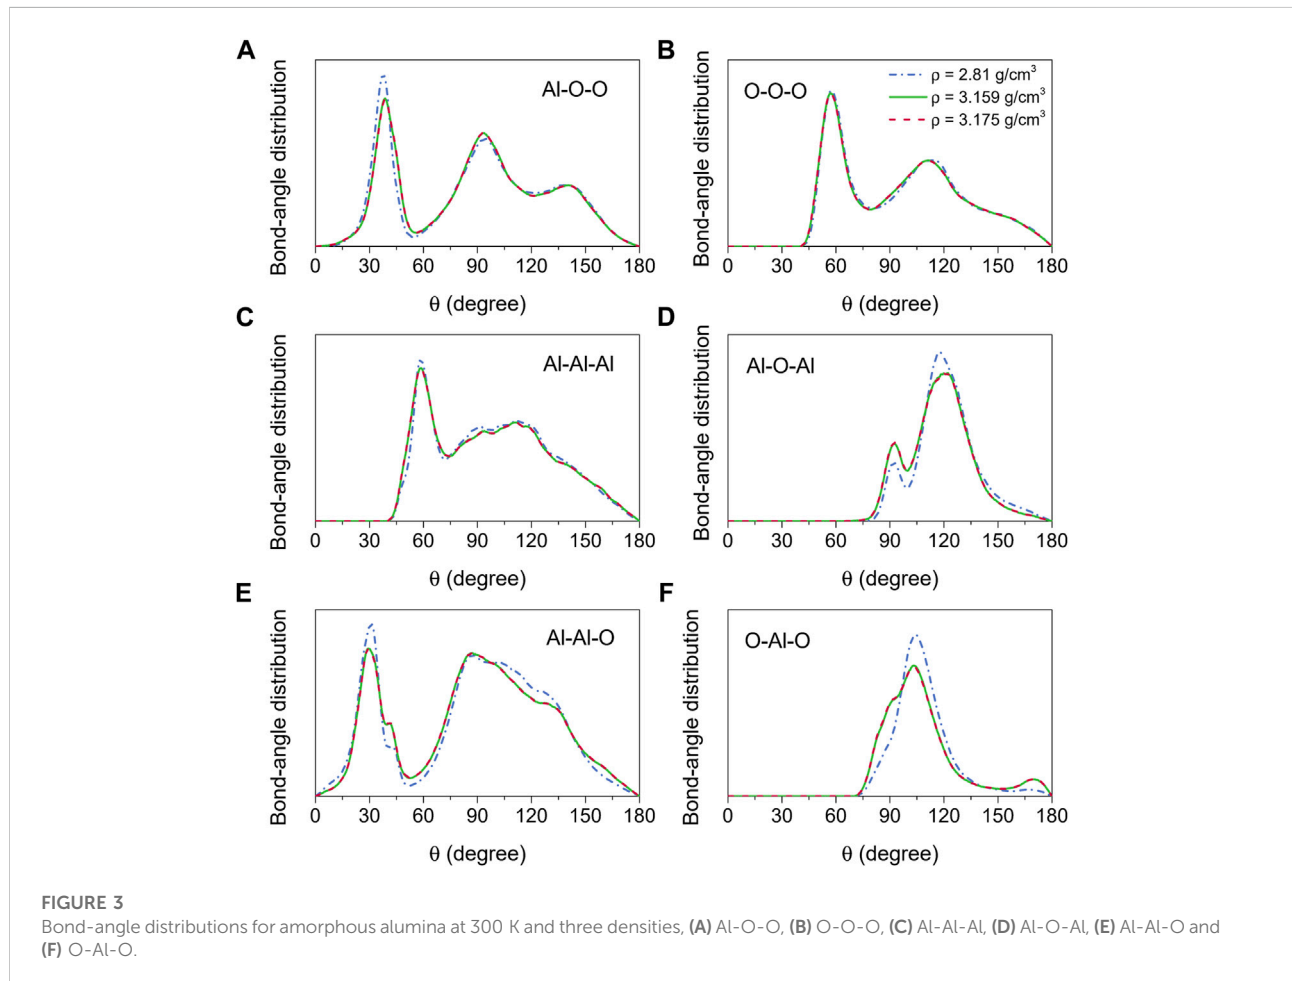 A
Bond-angle distribution
Al-O-O
0 30 60 90 120 150 180
θ (degree)
B
Bond-angle distribution
O-O-O
ρ = 2.81 g/cm³
ρ = 3.159 g/cm³
ρ = 3.175 g/cm³
0 30 60 90 120 150 180
θ (degree)
C
Bond-angle distribution
Al-Al-Al
0 30 60 90 120 150 180
θ (degree)
D
Bond-angle distribution
Al-O-Al
0 30 60 90 120 150 180
θ (degree)
E
Bond-angle distribution
Al-Al-O
0 30 60 90 120 150 180
θ (degree)
F
Bond-angle distribution
O-Al-O
0 30 60 90 120 150 180
θ (degree)
FIGURE 3
Bond-angle distributions for amorphous alumina at 300 K and three densities, (A) Al-O-O, (B) O-O-O, (C) Al-Al-Al, (D) Al-O-Al, (E) Al-Al-O and
(F) O-Al-O.